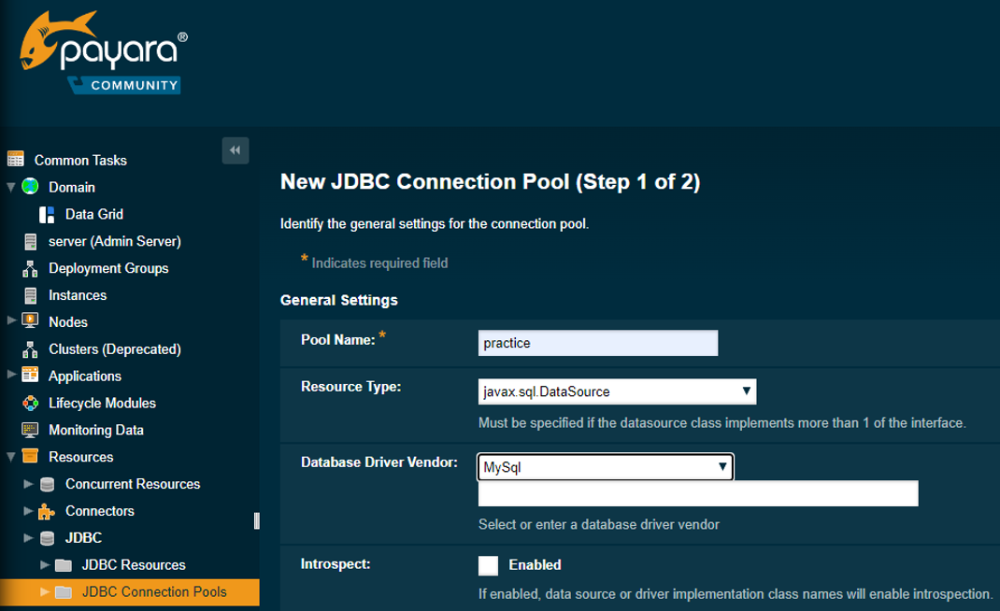 payara®
COMMUNITY
Common Tasks
Domain
Data Grid
server (Admin Server)
Deployment Groups
Instances
Nodes
Clusters (Deprecated)
Applications
Lifecycle Modules
Monitoring Data
Resources
Concurrent Resources
Connectors
JDBC
JDBC Resources
JDBC Connection Pools
New JDBC Connection Pool (Step 1 of 2)
Identify the general settings for the connection pool.
* Indicates required field
General Settings
Pool Name: * practice
Resource Type: javax.sql.DataSource
Must be specified if the datasource class implements more than 1 of the interface.
Database Driver Vendor: MySql
Select or enter a database driver vendor
Introspect: Enabled
If enabled, data source or driver implementation class names will enable introspection.